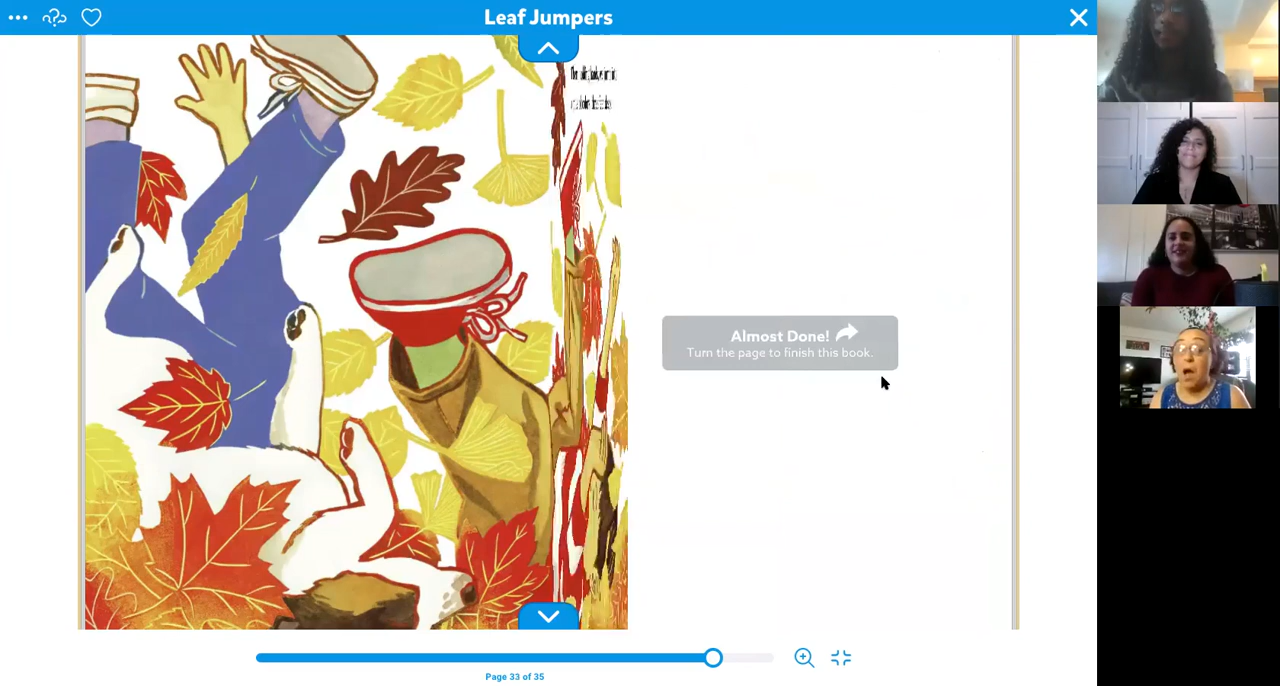 Leaf Jumpers
Almost Done!
Turn the page to finish this book.
Page 33 of 35